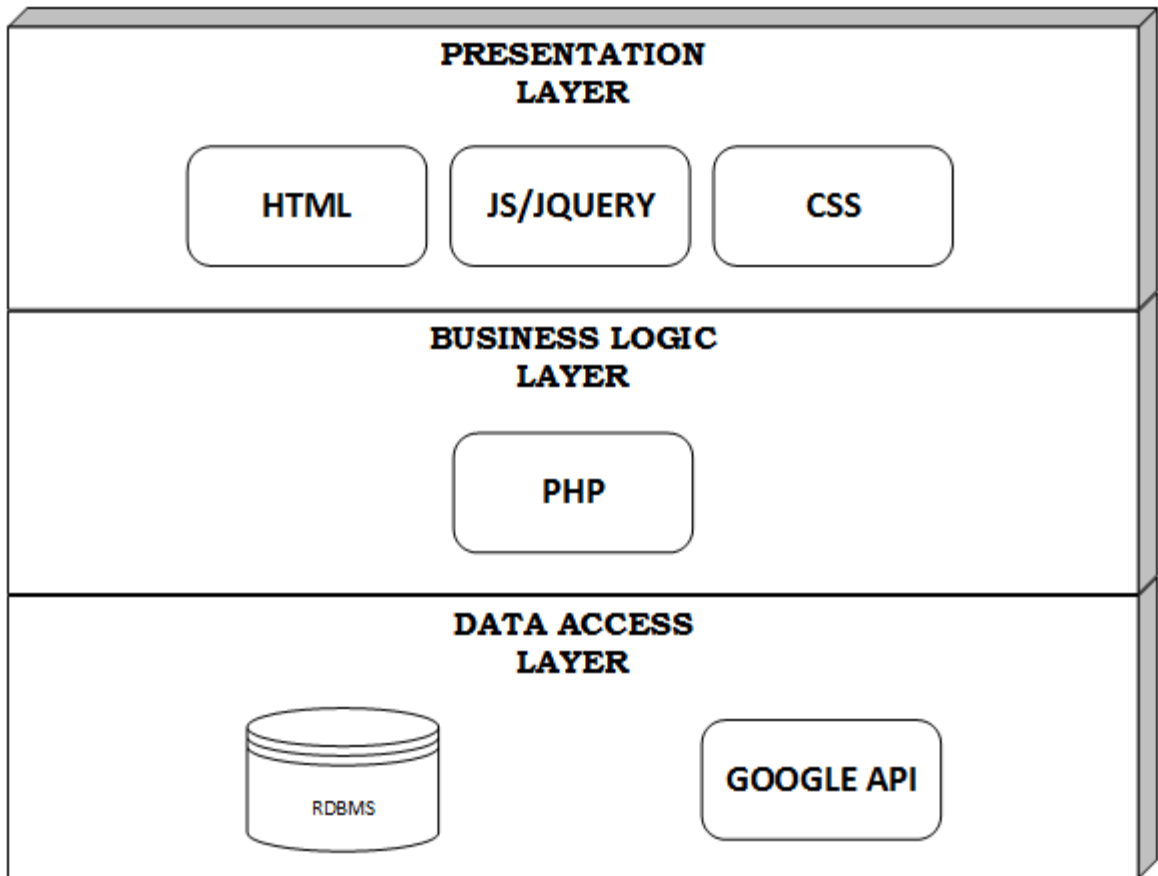 PRESENTATION
LAYER
HTML
JS/JQUERY
CSS
BUSINESS LOGIC
LAYER
PHP
DATA ACCESS
LAYER
RDBMS
GOOGLE API